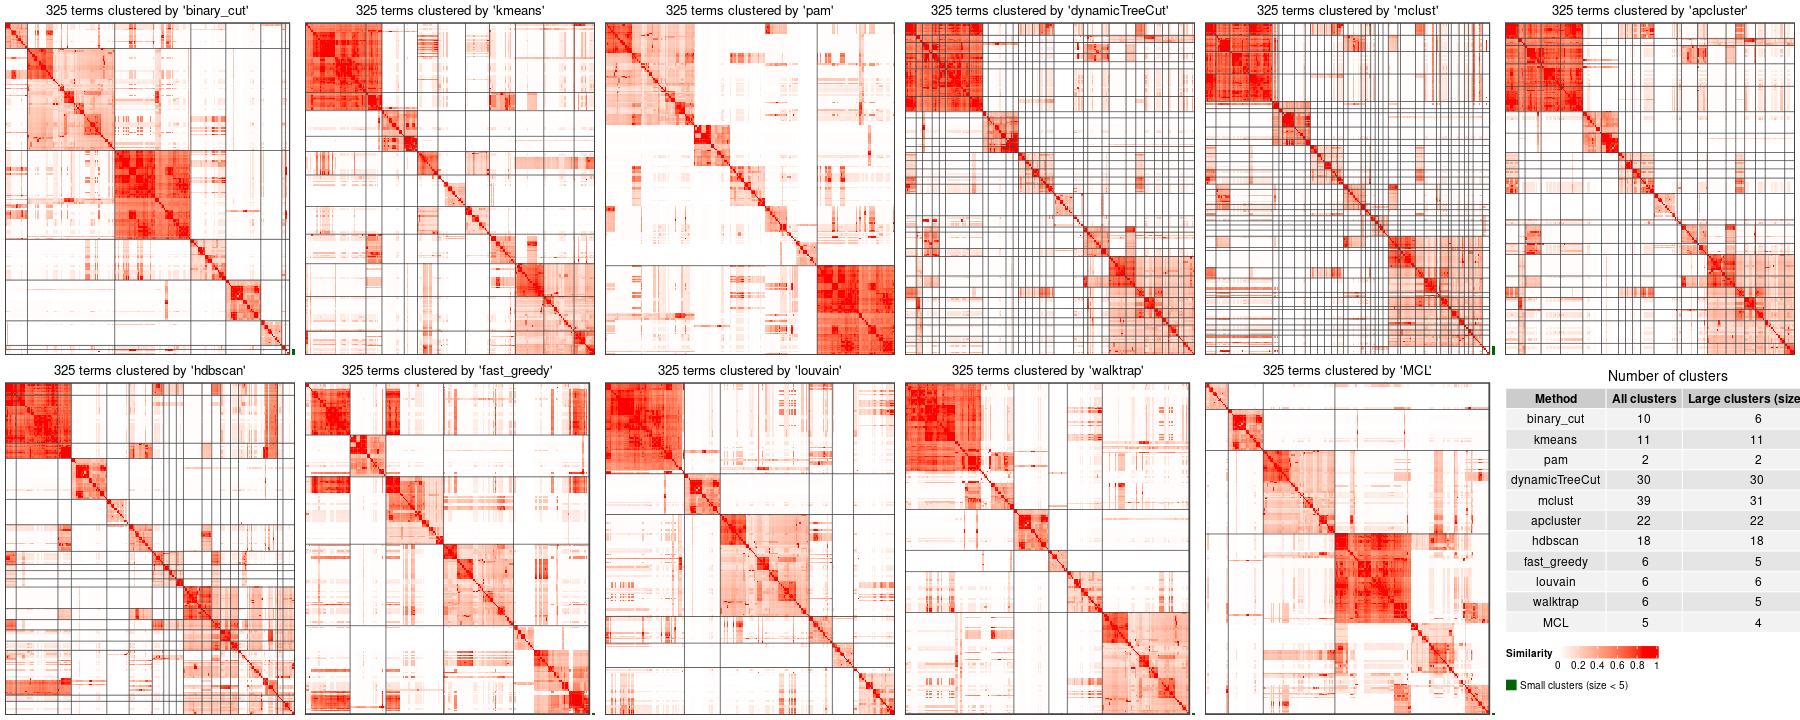 325 terms clustered by 'binary_cut'
325 terms clustered by 'kmeans'
325 terms clustered by 'pam'
325 terms clustered by 'dynamicTreeCut'
325 terms clustered by 'mclust'
325 terms clustered by 'apcluster'
325 terms clustered by 'hdbscan'
325 terms clustered by 'fast_greedy'
325 terms clustered by 'louvain'
325 terms clustered by 'walktrap'
325 terms clustered by 'MCL'
Number of clusters
Method All clusters Large clusters (size
binary_cut 10 6
kmeans 11 11
pam 2 2
dynamicTreeCut 30 30
mclust 39 31
apcluster 22 22
hdbscan 18 18
fast_greedy 6 5
louvain 6 6
walktrap 6 5
MCL 5 4
Similarity
0 0.2 0.4 0.6 0.8 1
Small clusters (size < 5)